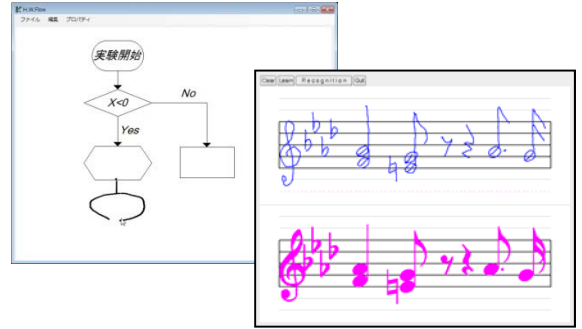 H.W.Flow
ファイル 編集 プロパティ
実験開始
X<0
No
Yes
Clear Learn Recognition Quit